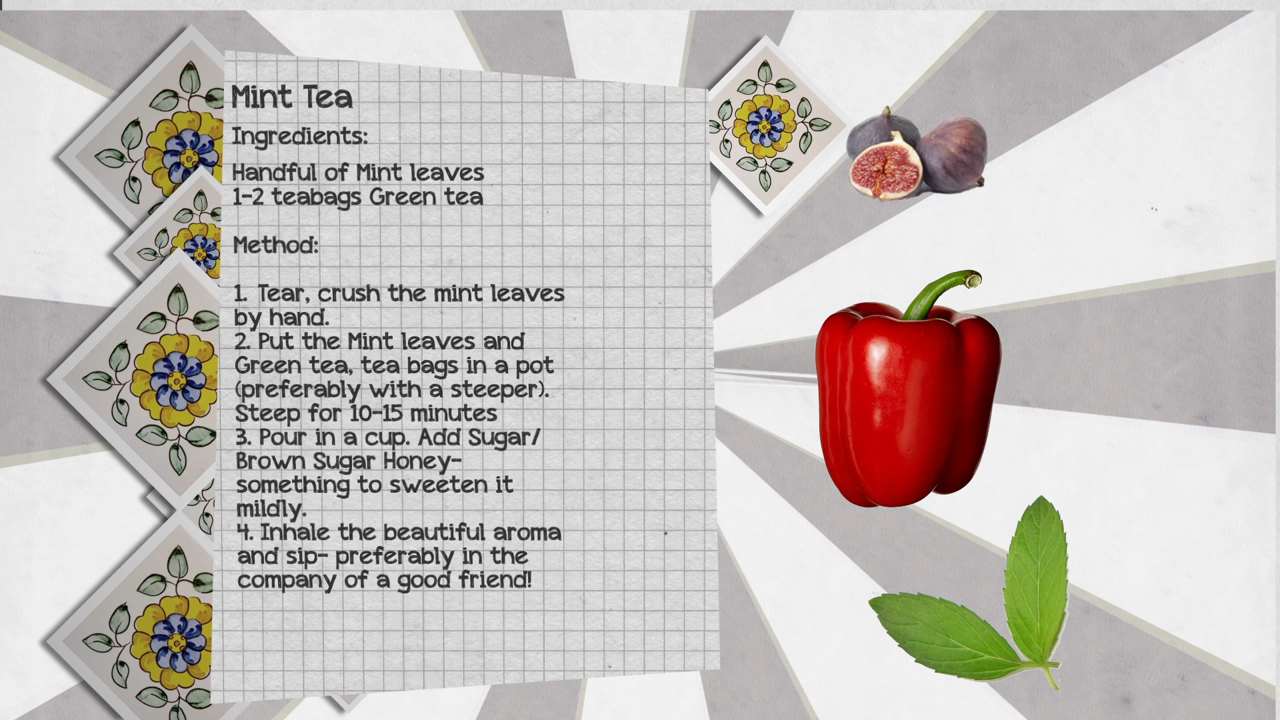 Mint Tea
Ingredients:
Handful of Mint leaves
1-2 teabags Green tea
Method:
1. Tear, crush the mint leaves
by hand.
2. Put the Mint leaves and
Green tea, tea bags in a pot
(preferably with a steeper).
Steep for 10-15 minutes
3. Pour in a cup. Add Sugar/
Brown Sugar Honey-
something to sweeten it
mildly.
4. Inhale the beautiful aroma
and sip- preferably in the
company of a good friend!